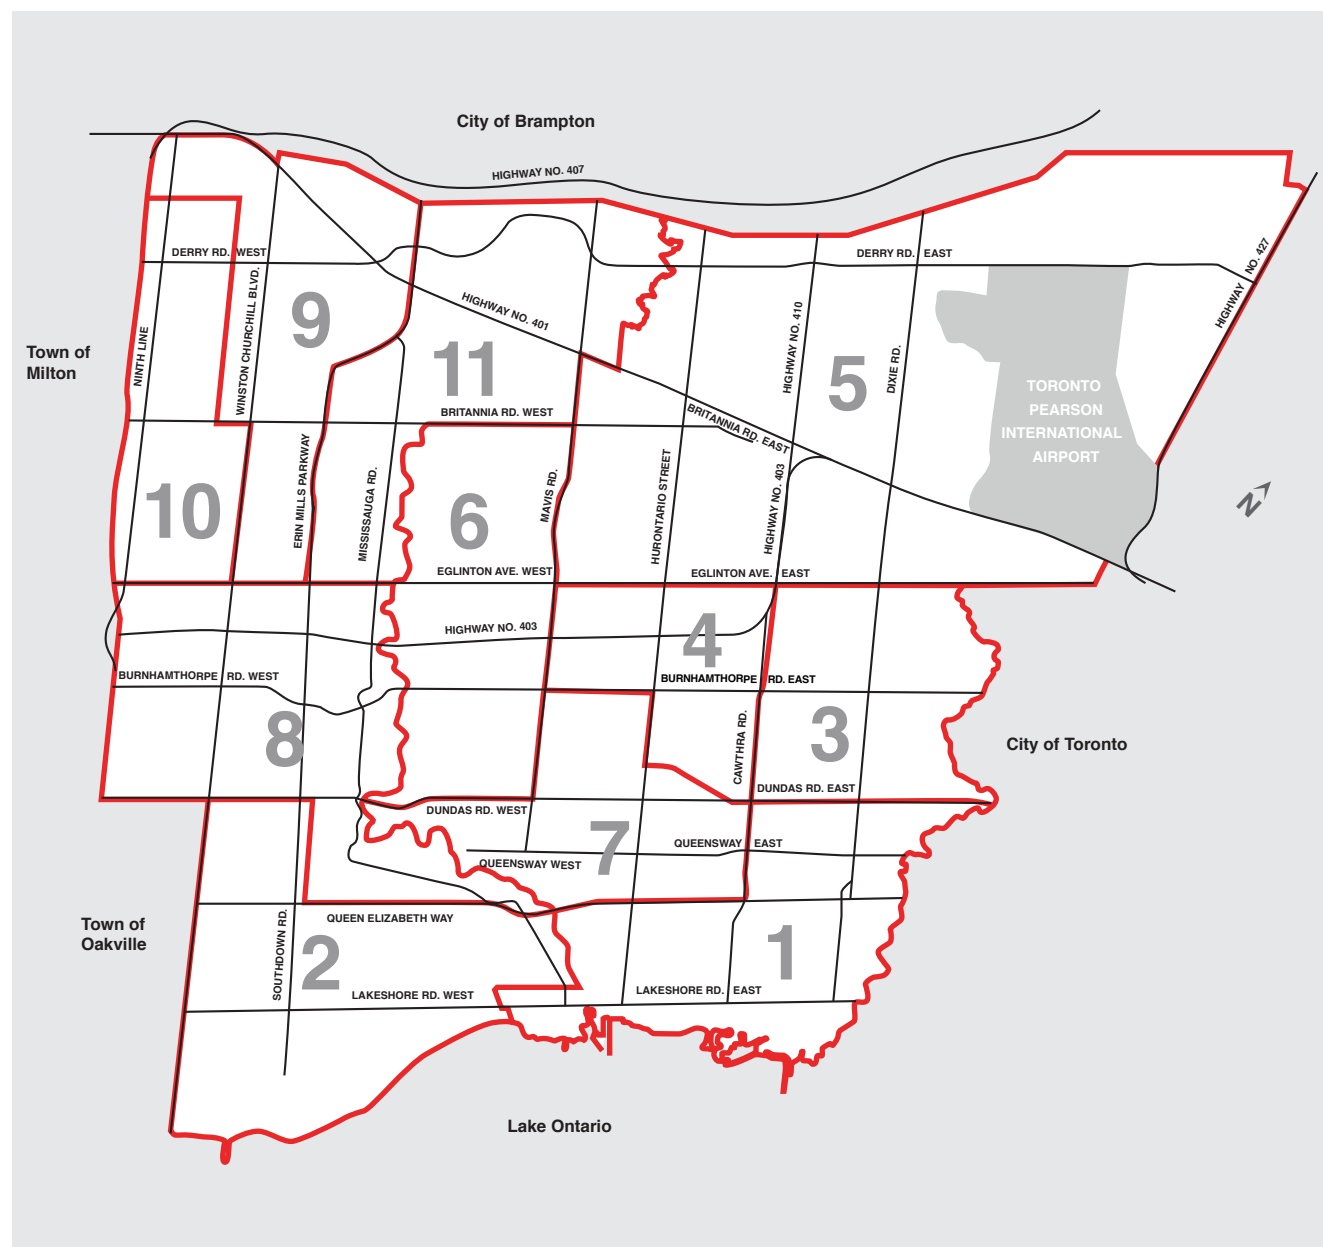 City of Brampton
HIGHWAY NO. 407
DERRY RD. WEST
DERRY RD. EAST
HIGHWAY NO. 427
NINTH LINE
WINSTON CHURCHILL BLVD.
9
HIGHWAY NO. 401
11
HIGHWAY NO. 410
5
DIXIE RD.
Town of
Milton
TORONTO
PEARSON
INTERNATIONAL
AIRPORT
BRITANNIA RD. WEST
BRITANNIA RD. EAST
10
ERIN MILLS PARKWAY
MISSISSAUGA RD.
6
MAVIS RD.
HURONTARIO STREET
HIGHWAY NO. 403
N
EGLINTON AVE. WEST
EGLINTON AVE. EAST
HIGHWAY NO. 403
4
BURNHAMTHORPE RD. WEST
BURNHAMTHORPE RD. EAST
8
CAWTHRA RD.
3
City of Toronto
DUNDAS RD. EAST
DUNDAS RD. WEST
7
QUEENSWAY EAST
QUEENSWAY WEST
Town of
Oakville
QUEEN ELIZABETH WAY
SOUTHDOWN RD.
2
1
LAKESHORE RD. WEST
LAKESHORE RD. EAST
Lake Ontario